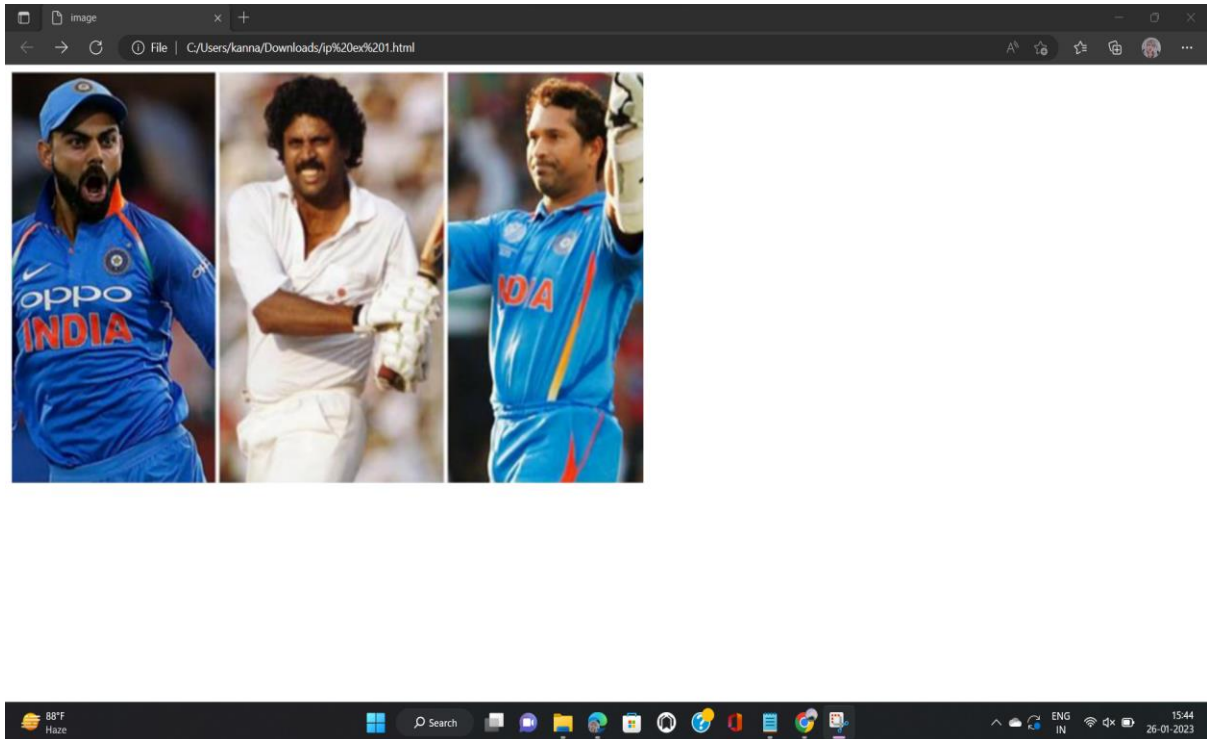 image
File | C:/Users/kanna/Downloads/ip%20ex%201.html
oppo
INDIA
INDIA
88°F
Haze
Search
ENG
IN
15:44
26-01-2023